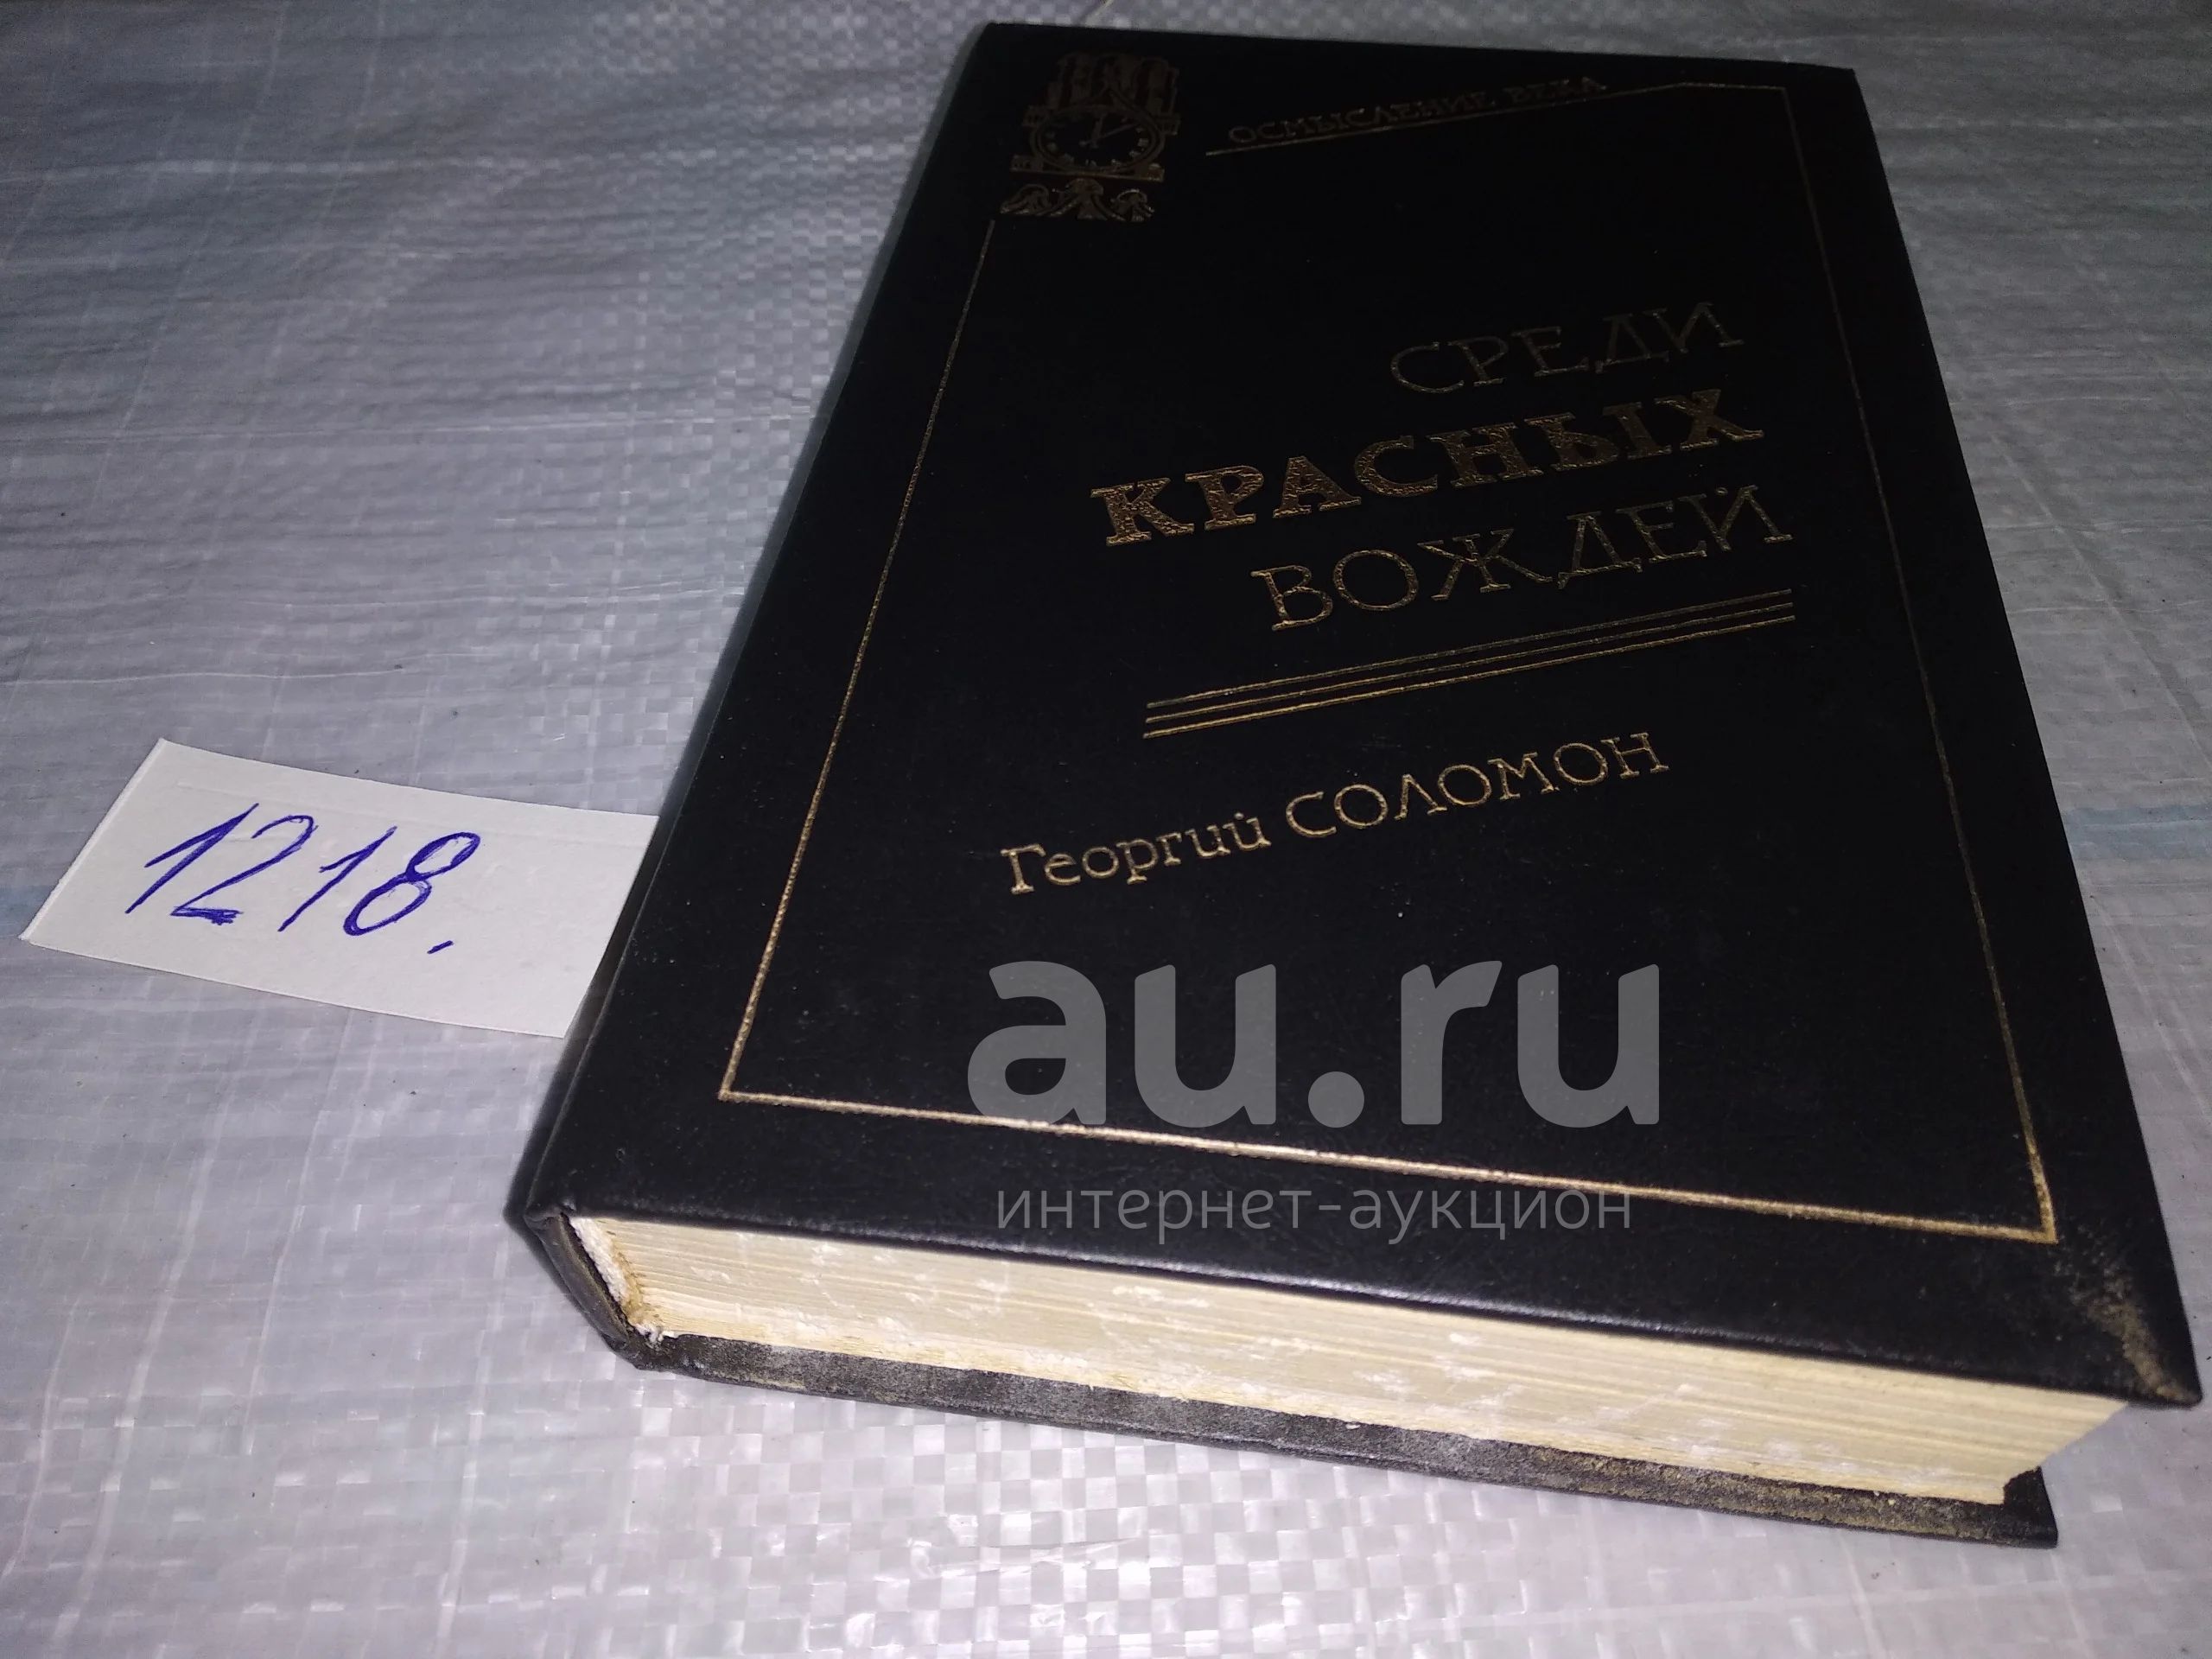 ОСМЫСЛЕНИЕ ВЕКА
СРЕДИ
КРАСНЫХ
ВОЖДЕЙ
Георгий СОЛОМОН
1218.
au.ru
интернет-аукцион